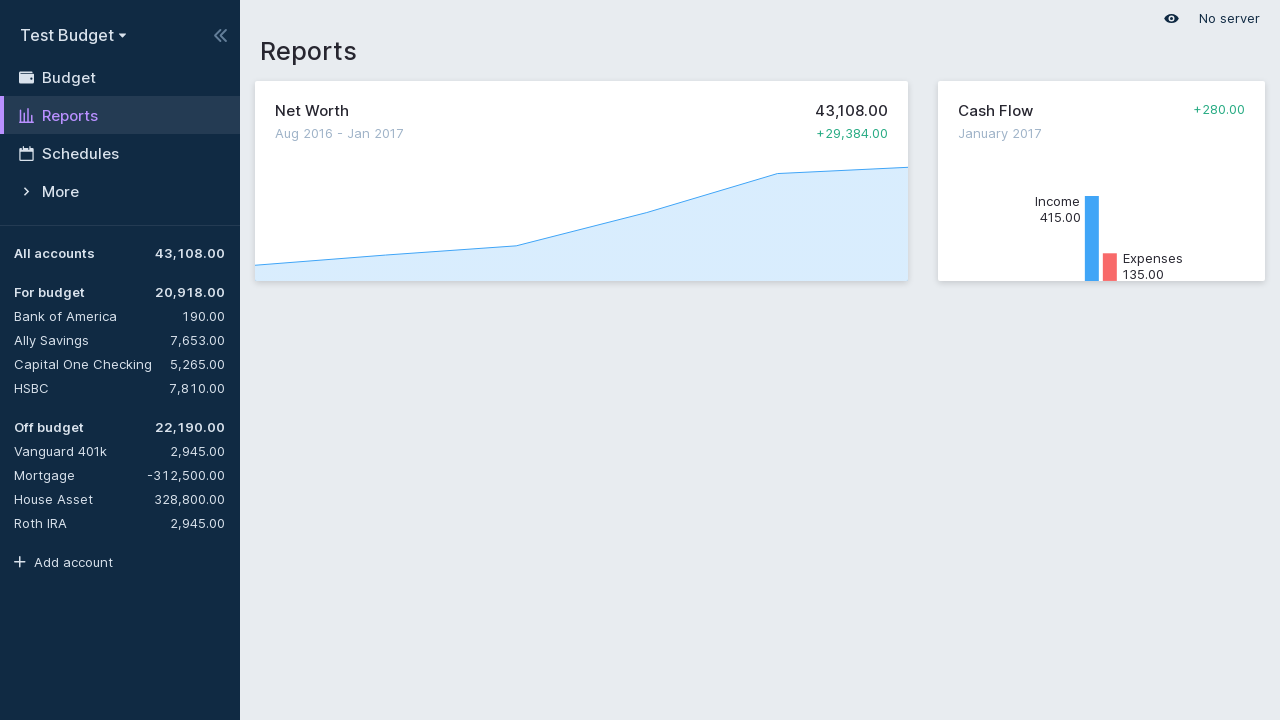 Test Budget
Budget
Reports
Schedules
More
All accounts 43,108.00
For budget 20,918.00
Bank of America 190.00
Ally Savings 7,653.00
Capital One Checking 5,265.00
HSBC 7,810.00
Off budget 22,190.00
Vanguard 401k 2,945.00
Mortgage -312,500.00
House Asset 328,800.00
Roth IRA 2,945.00
Add account
No server
Reports
Net Worth 43,108.00
Aug 2016 - Jan 2017 +29,384.00
Cash Flow +280.00
January 2017
Income
415.00
Expenses
135.00